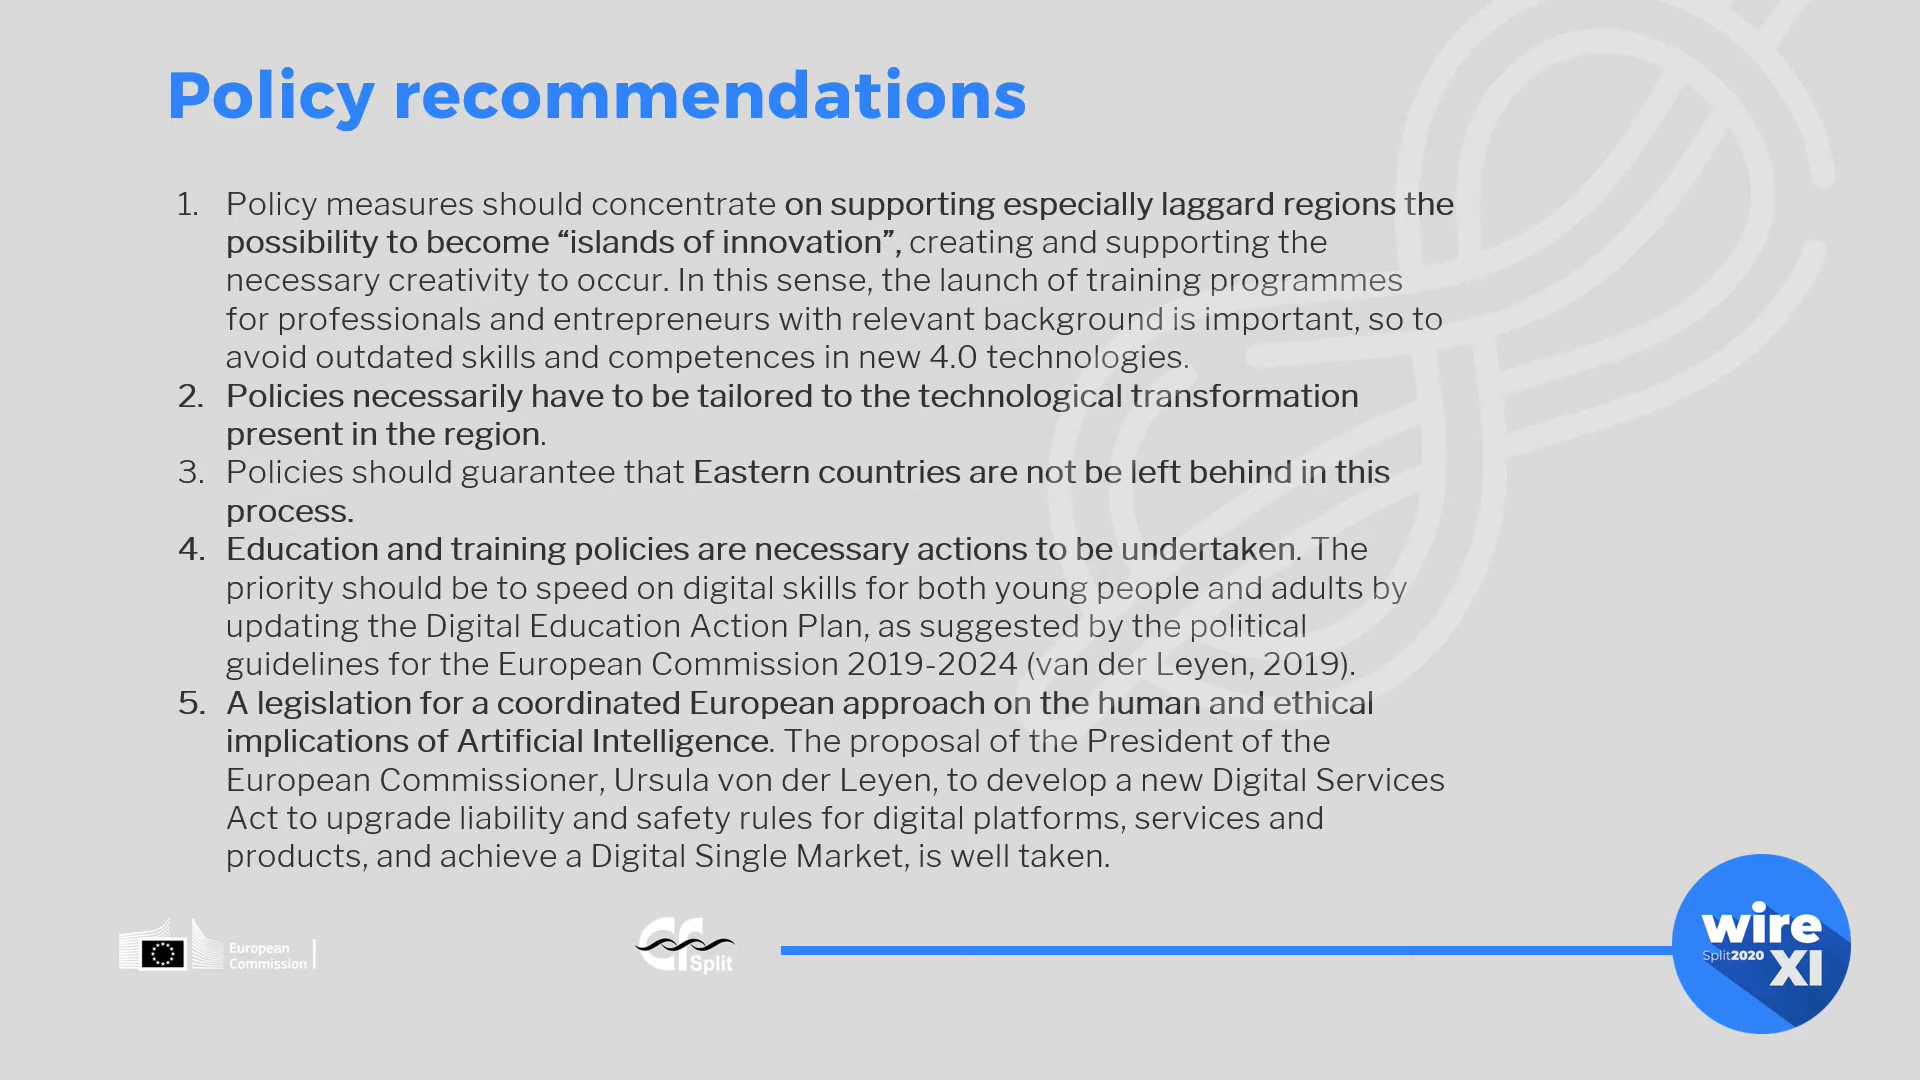 Policy recommendations
1. Policy measures should concentrate on supporting especially laggard regions the
possibility to become “islands of innovation”, creating and supporting the
necessary creativity to occur. In this sense, the launch of training programmes
for professionals and entrepreneurs with relevant background is important, so to
avoid outdated skills and competences in new 4.0 technologies.
2. Policies necessarily have to be tailored to the technological transformation
present in the region.
3. Policies should guarantee that Eastern countries are not be left behind in this
process.
4. Education and training policies are necessary actions to be undertaken. The
priority should be to speed on digital skills for both young people and adults by
updating the Digital Education Action Plan, as suggested by the political
guidelines for the European Commission 2019-2024 (van der Leyen, 2019).
5. A legislation for a coordinated European approach on the human and ethical
implications of Artificial Intelligence. The proposal of the President of the
European Commissioner, Ursula von der Leyen, to develop a new Digital Services
Act to upgrade liability and safety rules for digital platforms, services and
products, and achieve a Digital Single Market, is well taken.
European
Commission
cf
Split
wire
Split2020
XI